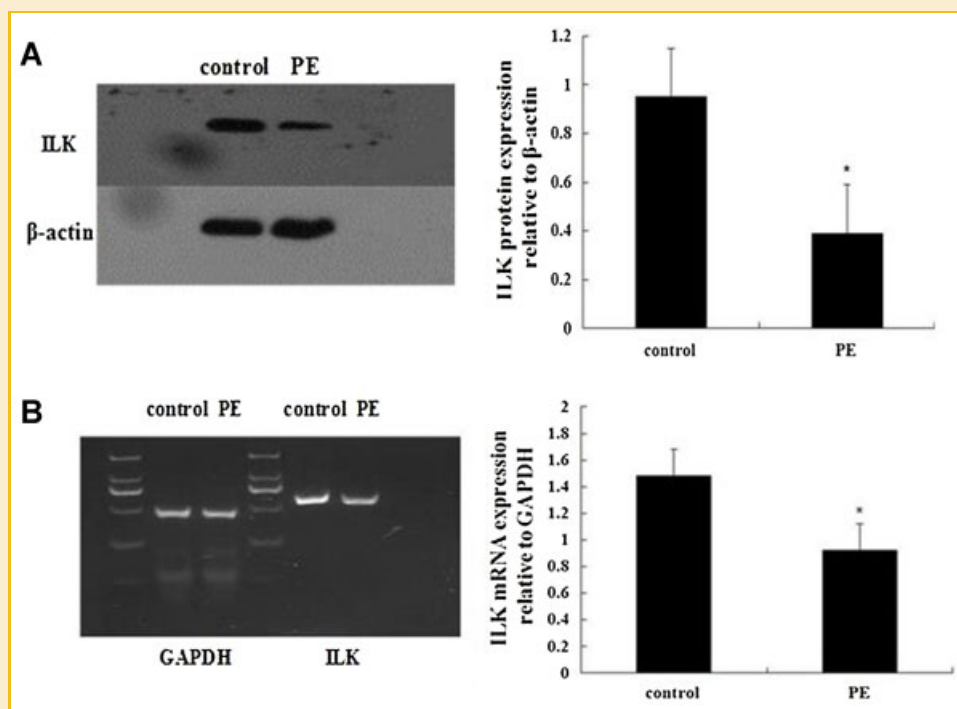 A
control PE
ILK
β-actin
ILK protein expression
relative to β-actin
1.2
1
0.8
0.6
0.4
0.2
0
*
control PE
B
control PE control PE
GAPDH ILK
ILK mRNA expression
relative to GAPDH
2
1.8
1.6
1.4
1.2
1
0.8
0.6
0.4
0.2
0
*
control PE